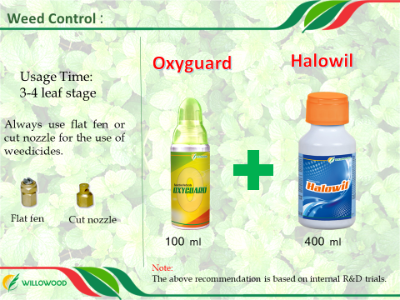 Weed Control :
Usage Time:
3-4 leaf stage
Always use flat fen or
cut nozzle for the use of
weedicides.
Flat fen
Cut nozzle
Oxyguard
Halowil
OXYGUARD
Halowil
100 ml
400 ml
Note:
The above recommendation is based on internal R&D trials.
WILLOWOOD